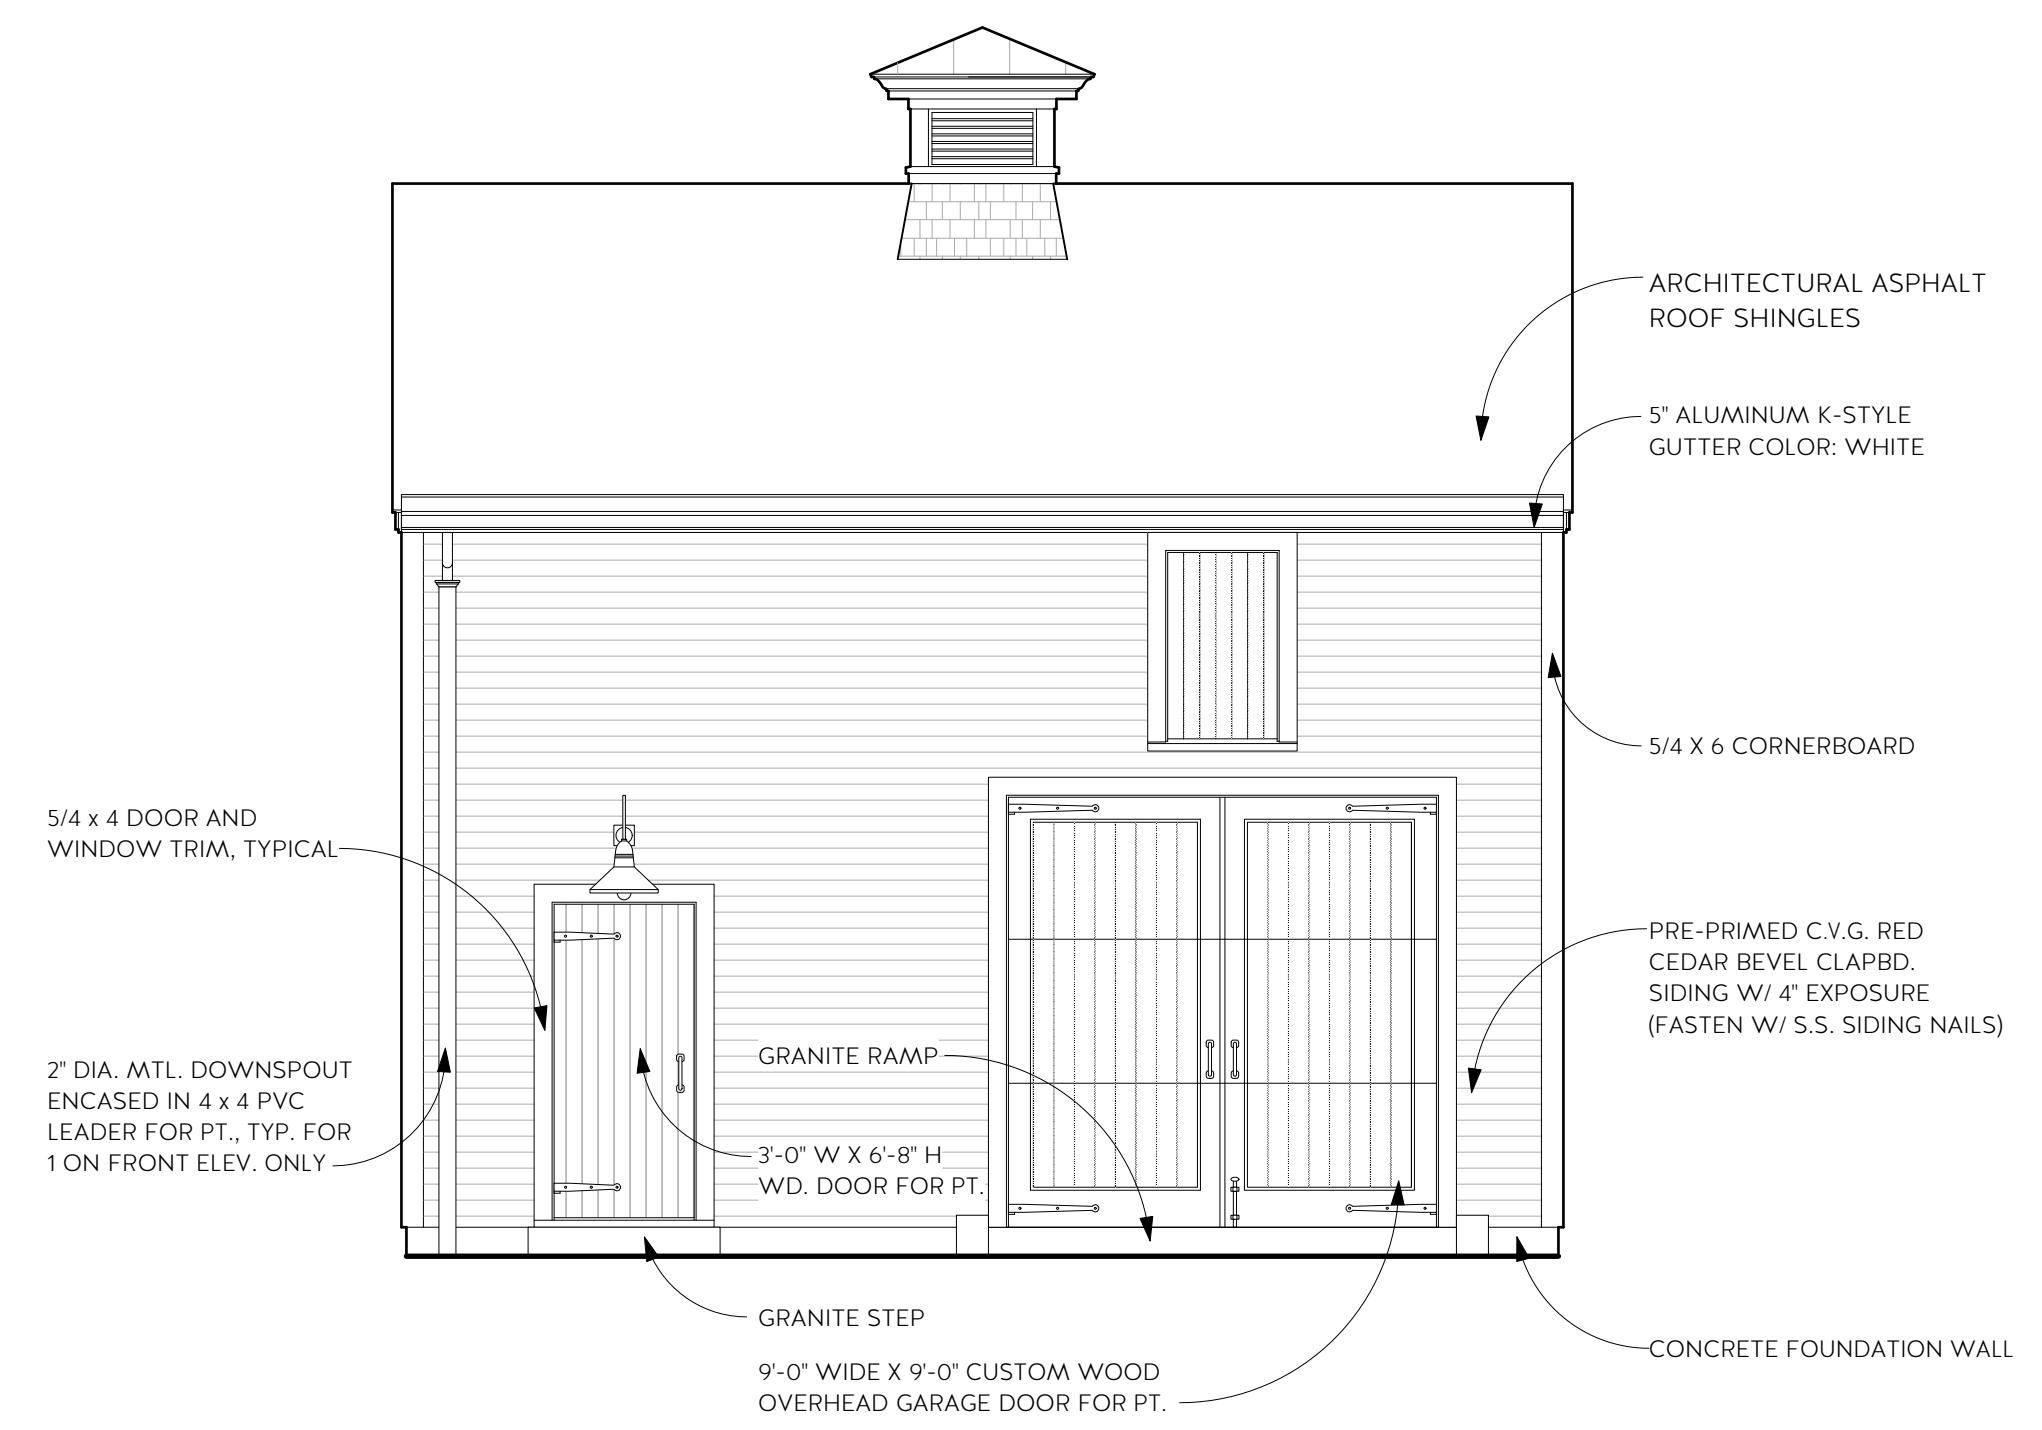 ARCHITECTURAL ASPHALT
ROOF SHINGLES
5" ALUMINUM K-STYLE
GUTTER COLOR: WHITE
5/4 X 6 CORNERBOARD
5/4 x 4 DOOR AND
WINDOW TRIM, TYPICAL
PRE-PRIMED C.V.G. RED
CEDAR BEVEL CLAPBD.
SIDING W/ 4" EXPOSURE
(FASTEN W/ S.S. SIDING NAILS)
2" DIA. MTL. DOWNSPOUT
ENCASED IN 4 x 4 PVC
LEADER FOR PT., TYP. FOR
1 ON FRONT ELEV. ONLY
GRANITE RAMP
3'-0" W X 6'-8" H
WD. DOOR FOR PT.
GRANITE STEP
9'-0" WIDE X 9'-0" CUSTOM WOOD
OVERHEAD GARAGE DOOR FOR PT.
CONCRETE FOUNDATION WALL